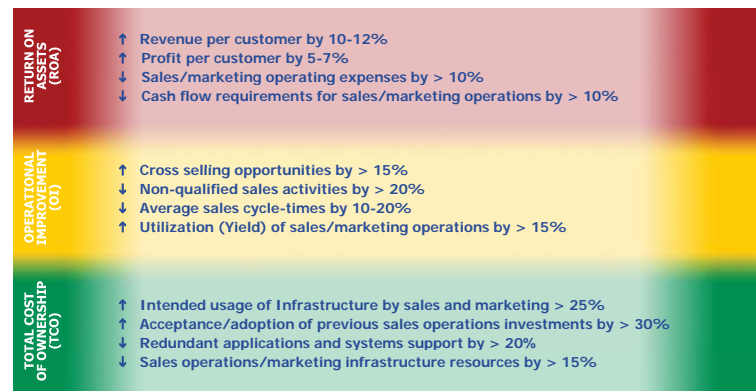 RETURN ON
ASSETS
(ROA)
↑ Revenue per customer by 10-12%
↑ Profit per customer by 5-7%
↓ Sales/marketing operating expenses by > 10%
↓ Cash flow requirements for sales/marketing operations by > 10%
OPERATIONAL
IMPROVEMENT
(OI)
↑ Cross selling opportunities by > 15%
↓ Non-qualified sales activities by > 20%
↓ Average sales cycle-times by 10-20%
↑ Utilization (Yield) of sales/marketing operations by > 15%
TOTAL COST
OF OWNERSHIP
(TCO)
↑ Intended usage of Infrastructure by sales and marketing > 25%
↑ Acceptance/adoption of previous sales operations investments by > 30%
↓ Redundant applications and systems support by > 20%
↓ Sales operations/marketing infrastructure resources by > 15%